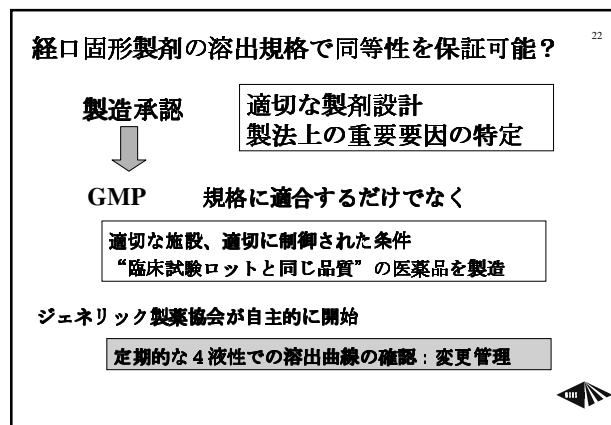 22
経口固形製剤の溶出規格で同等性を保証可能？
製造承認
適切な製剤設計
製法上の重要要因の特定
GMP 規格に適合するだけでなく
適切な施設、適切に制御された条件
“臨床試験ロットと同じ品質”の医薬品を製造
ジェネリック製薬協会が自主的に開始
定期的な４液性での溶出曲線の確認：変更管理